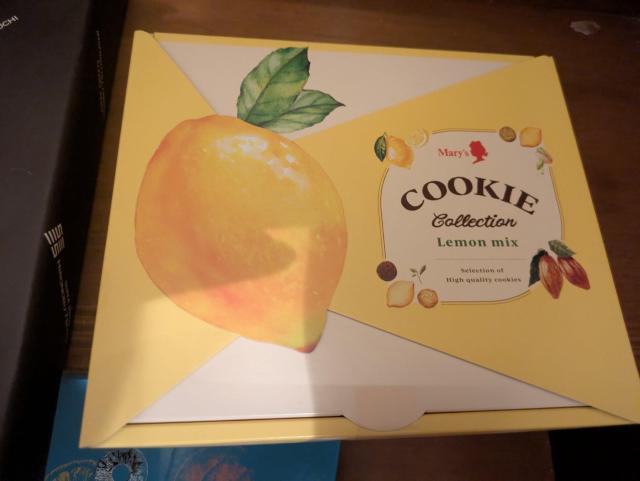 Mary's
COOKIE
Collection
Lemon mix
Selection of
High quality cookies